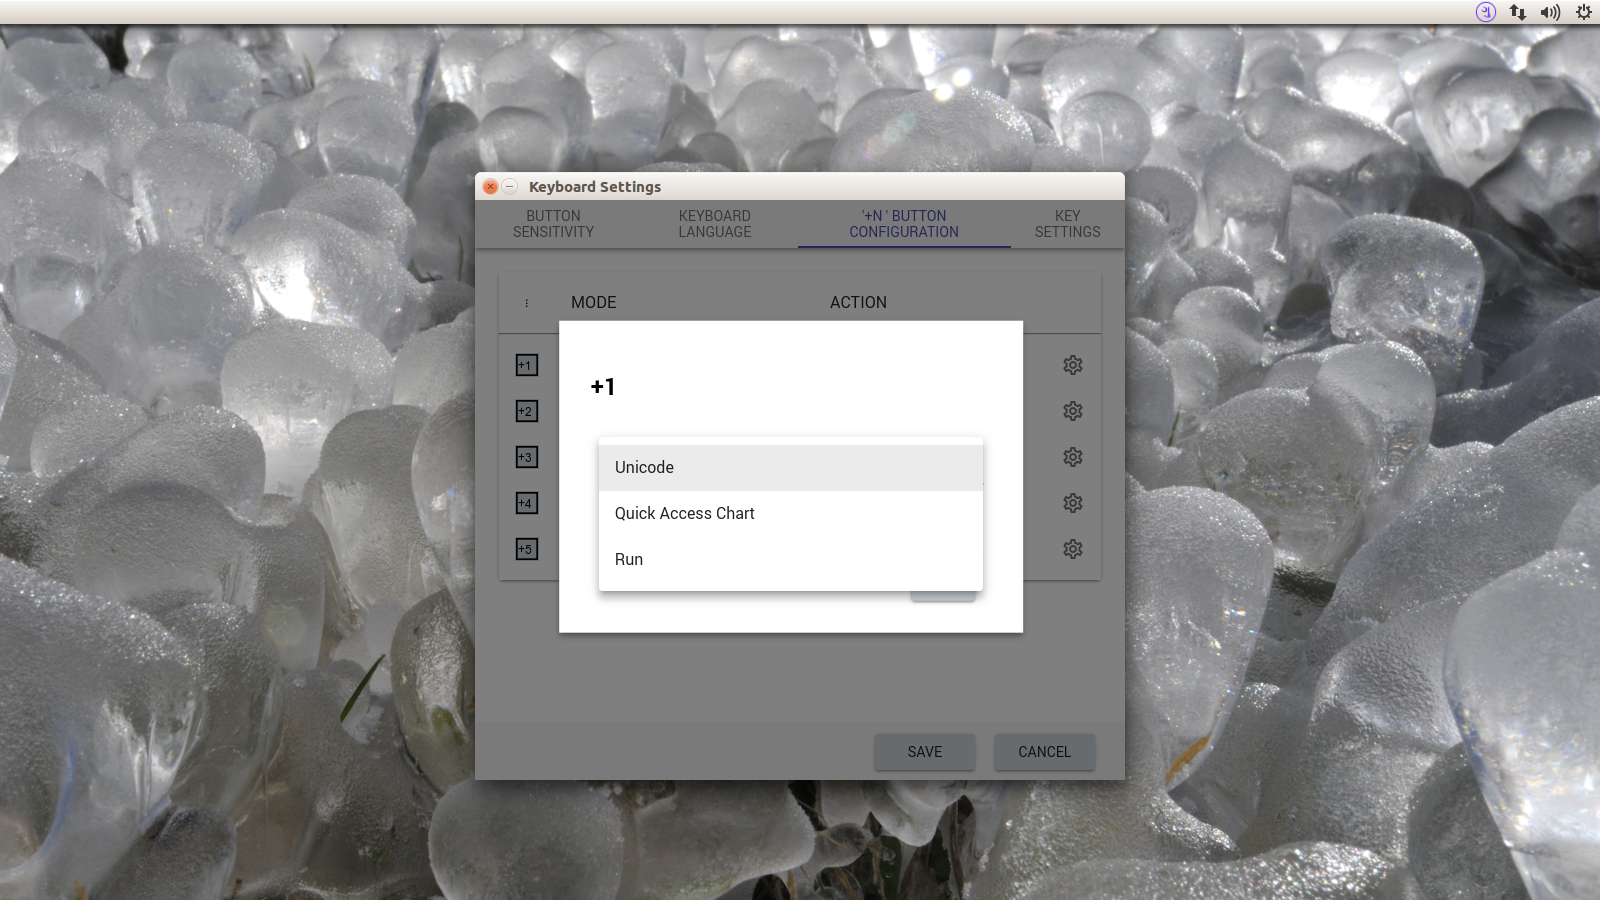 Keyboard Settings
BUTTON
SENSITIVITY
KEYBOARD
LANGUAGE
'+N ' BUTTON
CONFIGURATION
KEY
SETTINGS
MODE
ACTION
+1
+2
+3
+4
+5
+1
Unicode
Quick Access Chart
Run
SAVE
CANCEL